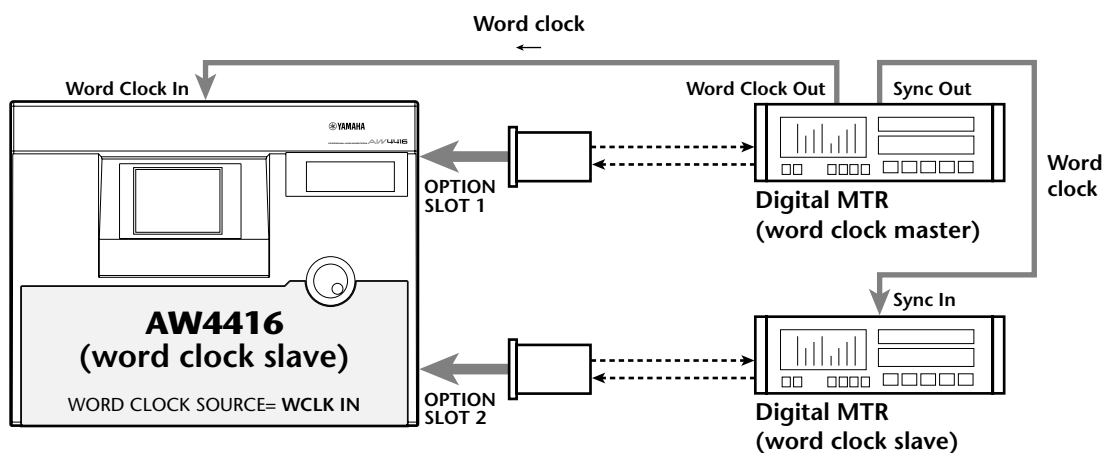 Word clock
←
Word Clock In
Word Clock Out
Sync Out
YAMAHA
AW4416
OPTION
SLOT 1
Digital MTR
(word clock master)
Word
clock
Sync In
AW4416
(word clock slave)
WORD CLOCK SOURCE= WCLK IN
OPTION
SLOT 2
Digital MTR
(word clock slave)